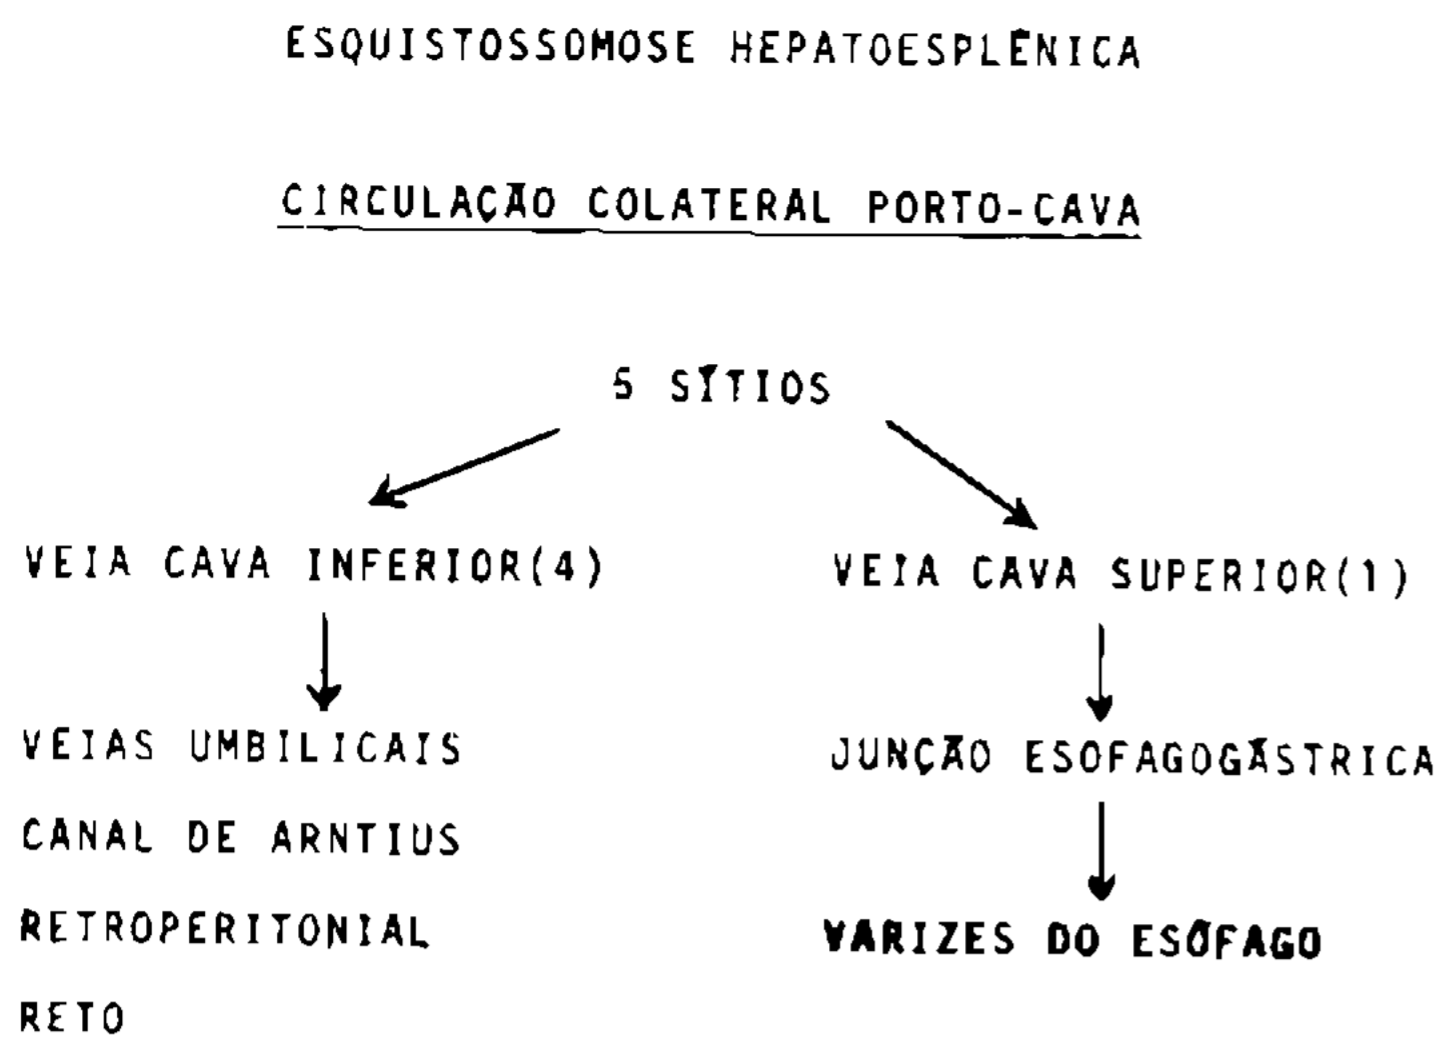 ESQUISTOSSOMOSE HEPATOESPLÊNICA
CIRCULAÇÃO COLATERAL PORTO-CAVA
5 SÍTIOS
VEIA CAVA INFERIOR(4)
VEIA CAVA SUPERIOR(1)
VEIAS UMBILICAIS
JUNÇÃO ESOFAGOGÁSTRICA
CANAL DE ARNTIUS
RETROPERITONIAL
VARIZES DO ESÔFAGO
RETO